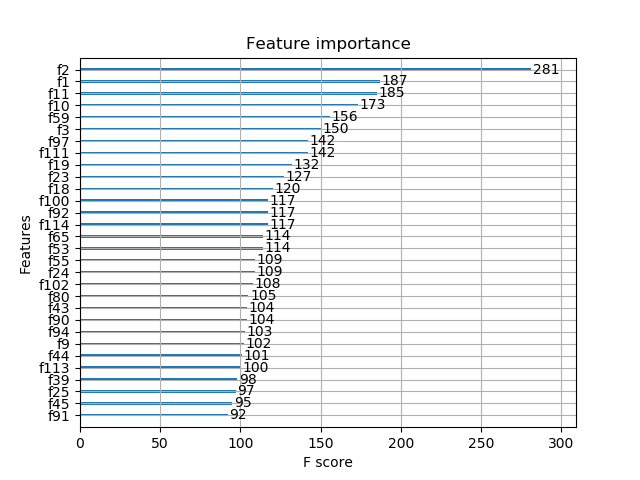 Feature importance
f2 281
f1 187
f11 185
f10 173
f59 156
f3 150
f97 142
f111 142
f19 132
f23 127
f18 120
f100 117
f92 117
f114 117
f65 114
f53 114
f55 109
f24 109
f102 108
f80 105
f43 104
f90 104
f94 103
f9 102
f44 101
f113 100
f39 98
f25 97
f45 95
f91 92
Features
0 50 100 150 200 250 300
F score